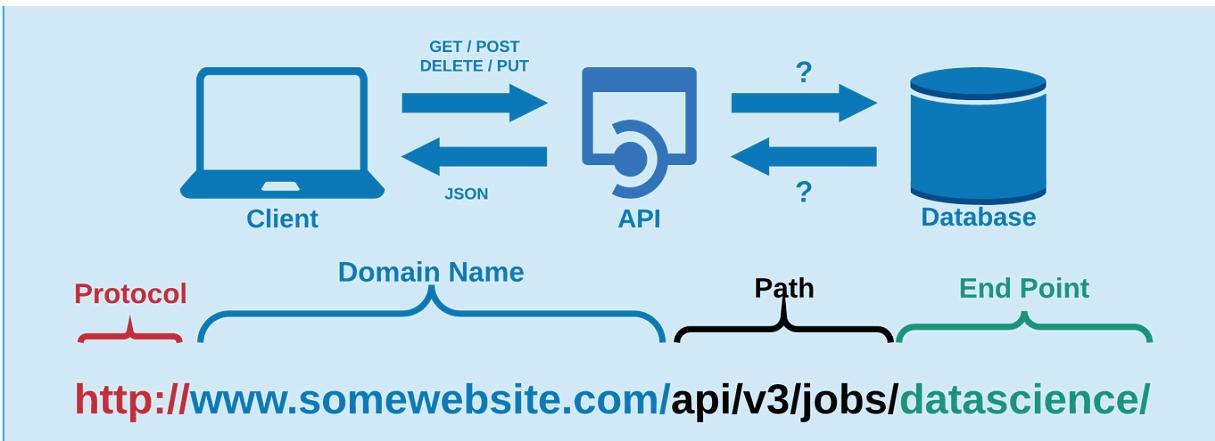 GET / POST
DELETE / PUT
?
JSON
?
Client
API
Database
Protocol
Domain Name
Path
End Point
http://www.somewebsite.com/api/v3/jobs/datascience/